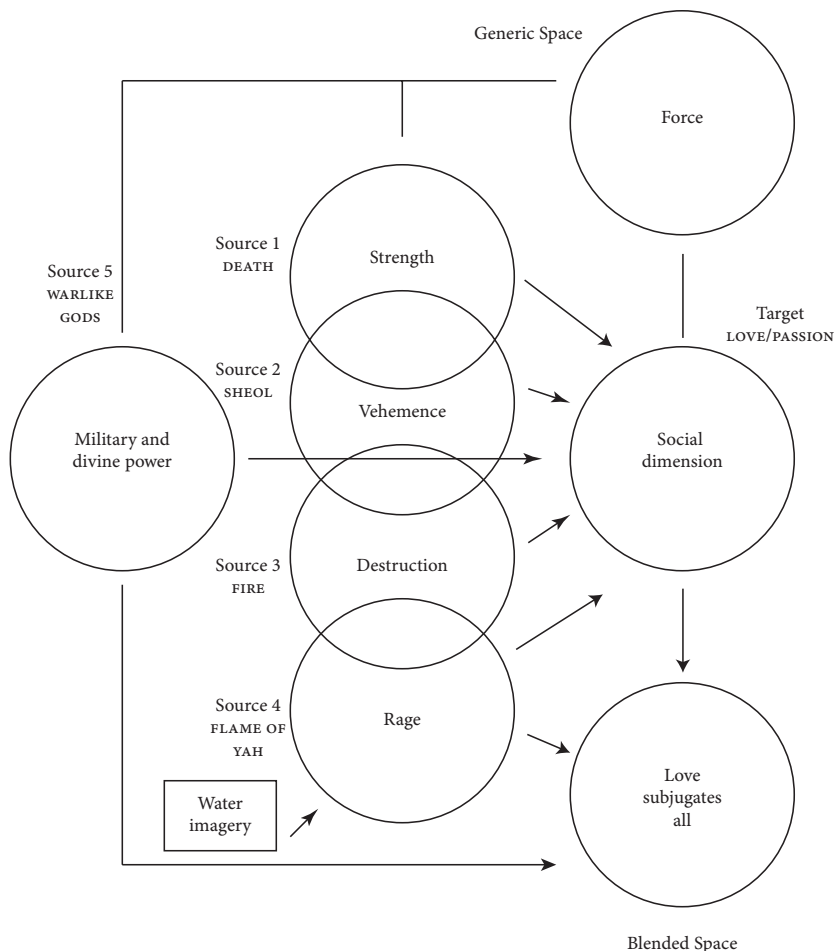 Generic Space
Force
Source 1
DEATH
Strength
Source 5
WARLIKE
GODS
Target
LOVE/PASSION
Source 2
SHEOL
Vehemence
Military and
divine power
Social
dimension
Source 3
FIRE
Destruction
Source 4
FLAME OF
YAH
Rage
Water
imagery
Love
subjugates
all
Blended Space